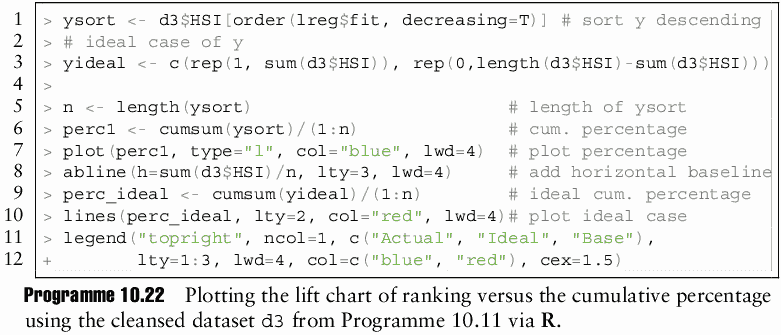 1 > ysort <- d3$HSI[order(lreg$fit, decreasing=T)] # sort y descending
2 > # ideal case of y
3 > yideal <- c(rep(1, sum(d3$HSI)), rep(0,length(d3$HSI)-sum(d3$HSI)))
4 >
5 > n <- length(ysort) # length of ysort
6 > perc1 <- cumsum(ysort)/(1:n) # cum. percentage
7 > plot(perc1, type="l", col="blue", lwd=4) # plot percentage
8 > abline(h=sum(d3$HSI)/n, lty=3, lwd=4) # add horizontal baseline
9 > perc_ideal <- cumsum(yideal)/(1:n) # ideal cum. percentage
10 > lines(perc_ideal, lty=2, col="red", lwd=4)# plot ideal case
11 > legend("topright", ncol=1, c("Actual", "Ideal", "Base"),
12 + lty=1:3, lwd=4, col=c("blue", "red"), cex=1.5)
Programme 10.22 Plotting the lift chart of ranking versus the cumulative percentage
using the cleansed dataset d3 from Programme 10.11 via R.